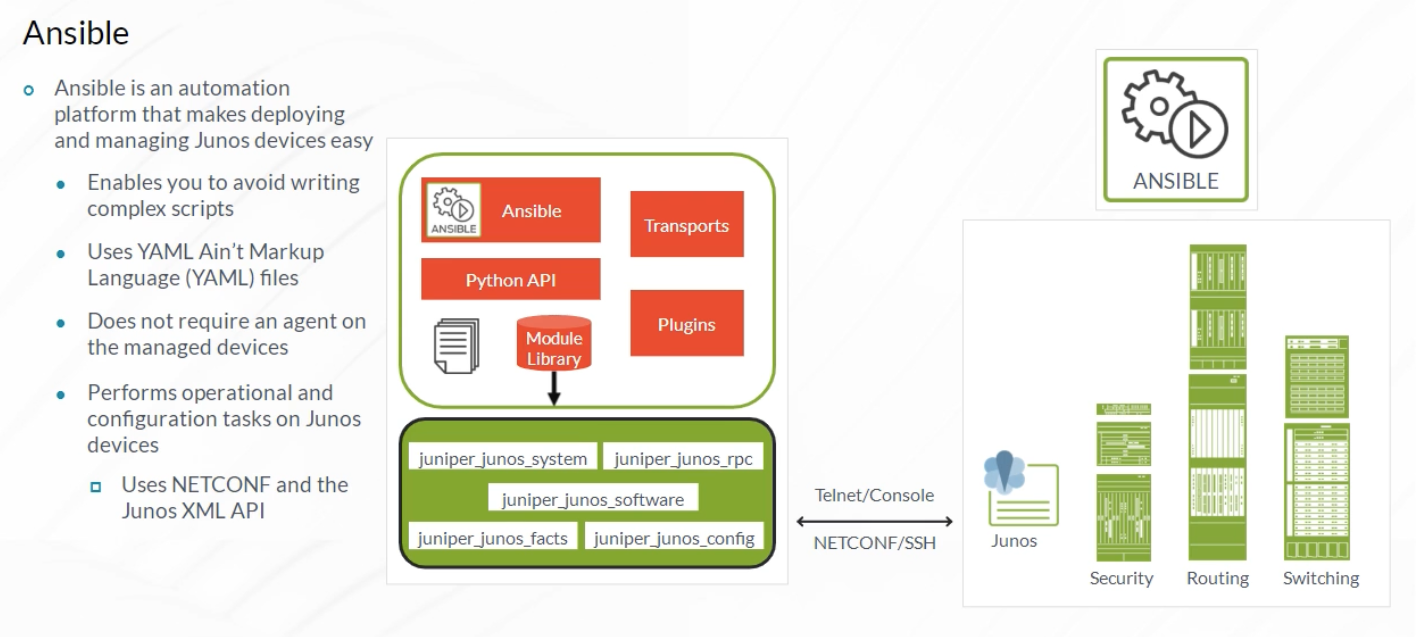 Ansible
Ansible is an automation
platform that makes deploying
and managing Junos devices easy
Enables you to avoid writing
complex scripts
Uses YAML Ain't Markup
Language (YAML) files
Does not require an agent on
the managed devices
Performs operational and
configuration tasks on Junos
devices
Uses NETCONF and the
Junos XML API
ANSIBLE
Ansible
Transports
Python API
Plugins
Module
Library
juniper_junos_system
juniper_junos_rpc
juniper_junos_software
juniper_junos_facts
juniper_junos_config
Telnet/Console
NETCONF/SSH
ANSIBLE
Junos
Security
Routing
Switching